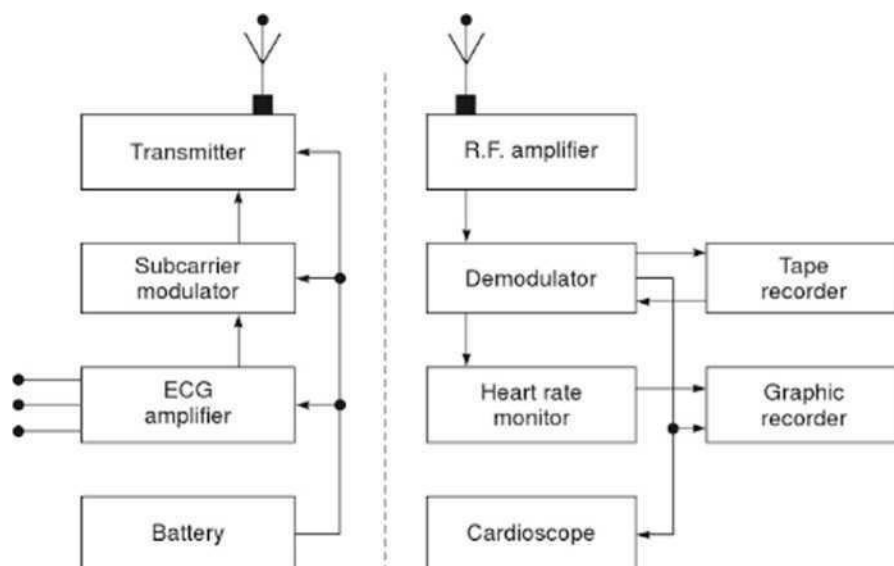 Transmitter
Subcarrier
modulator
ECG
amplifier
Battery
R.F. amplifier
Demodulator
Heart rate
monitor
Cardioscope
Tape
recorder
Graphic
recorder